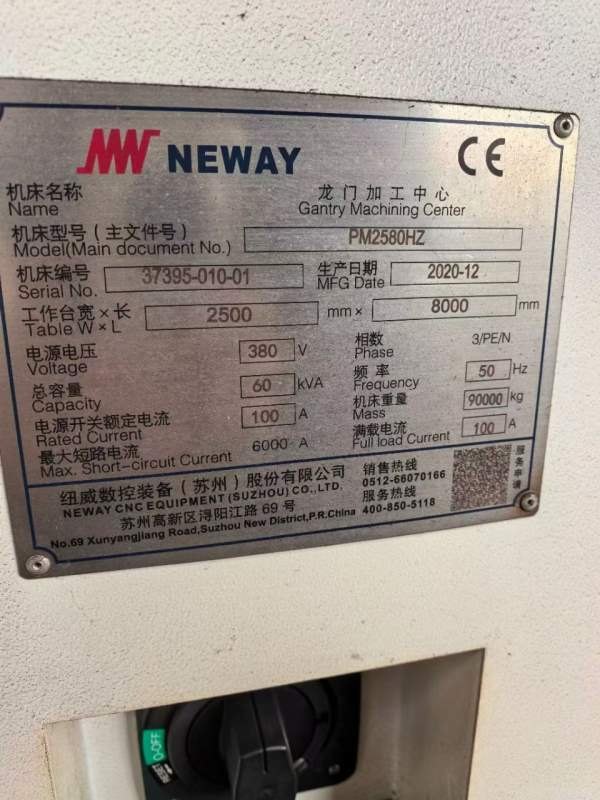 NEWAY CE
机床名称 龙门加工中心
Name Gantry Machining Center
机床型号(主文件号) PM2580HZ
Model(Main document No.)
机床编号 37395-010-01 生产日期 2020-12
Serial No. MFG Date
工作台宽×长 2500 mm× 8000 mm
Table W×L
电源电压 380 V 相数 3/PE/N
Voltage Phase
总容量 60 kVA 频率 50 Hz
Capacity Frequency
电源开关额定电流 100 A 机床重量 90000 kg
Rated Current Mass
最大短路电流 6000 A 满载电流 100 A
Max. Short-circuit Current Full load Current
纽威数控装备(苏州)股份有限公司 销售热线
NEWAY CNC EQUIPMENT (SUZHOU) CO., LTD. 0512-66070166
苏州高新区浔阳江路 69 号 服务热线
No.69 Xunyangjiang Road,Suzhou New District,P.R.China 400-850-5118
服务申请
O-OFF
RESET